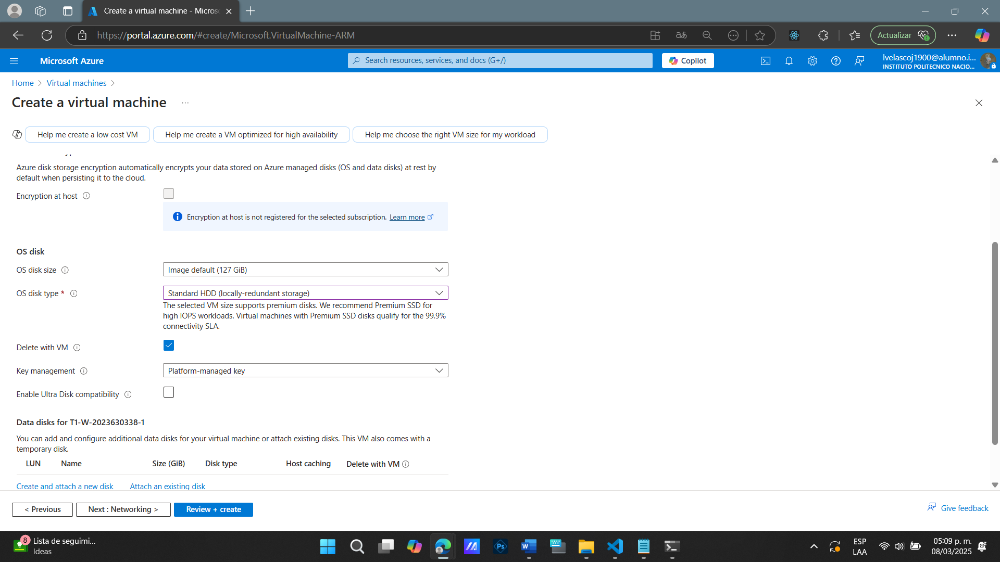 Create a virtual machine - Micros
https://portal.azure.com/#create/Microsoft.VirtualMachine-ARM
Actualizar
Microsoft Azure
Search resources, services, and docs (G+/)
Copilot
lvelascoj1900@alumno.i...
INSTITUTO POLITECNICO NACIO...
Home > Virtual machines >
Create a virtual machine ...
Help me create a low cost VM
Help me create a VM optimized for high availability
Help me choose the right VM size for my workload
Azure disk storage encryption automatically encrypts your data stored on Azure managed disks (OS and data disks) at rest by
default when persisting it to the cloud.
Encryption at host
Encryption at host is not registered for the selected subscription. Learn more
OS disk
OS disk size
Image default (127 GiB)
OS disk type *
Standard HDD (locally-redundant storage)
The selected VM size supports premium disks. We recommend Premium SSD for
high IOPS workloads. Virtual machines with Premium SSD disks qualify for the 99.9%
connectivity SLA.
Delete with VM
Key management
Platform-managed key
Enable Ultra Disk compatibility
Data disks for T1-W-2023630338-1
You can add and configure additional data disks for your virtual machine or attach existing disks. This VM also comes with a
temporary disk.
LUN Name Size (GiB) Disk type Host caching Delete with VM
Create and attach a new disk Attach an existing disk
< Previous
Next : Networking >
Review + create
Give feedback
8
Lista de seguimi...
Ideas
ESP
LAA
05:09 p. m.
08/03/2025